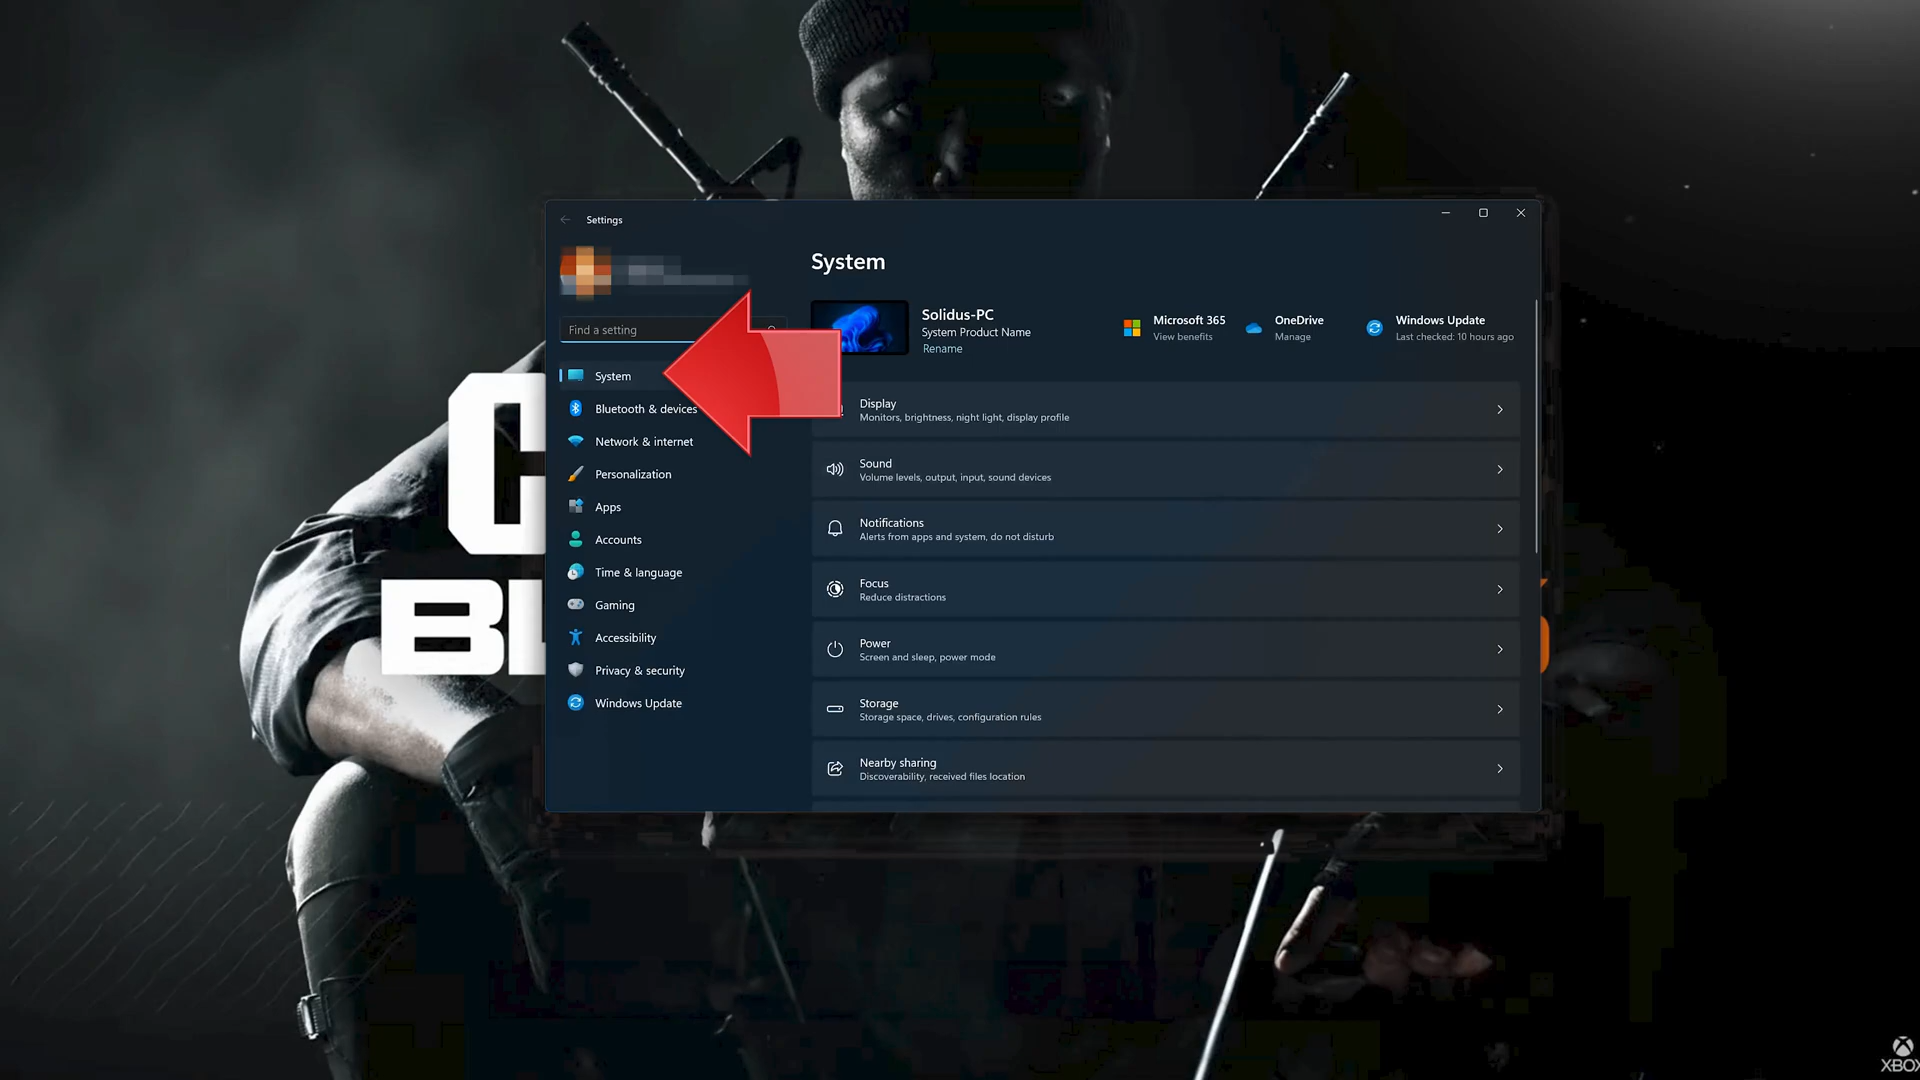 Settings
Find a setting
System
Bluetooth & devices
Network & internet
Personalization
Apps
Accounts
Time & language
Gaming
Accessibility
Privacy & security
Windows Update
System
Solidus-PC
System Product Name
Rename
Microsoft 365
View benefits
OneDrive
Manage
Windows Update
Last checked: 10 hours ago
Display
Monitors, brightness, night light, display profile
Sound
Volume levels, output, input, sound devices
Notifications
Alerts from apps and system, do not disturb
Focus
Reduce distractions
Power
Screen and sleep, power mode
Storage
Storage space, drives, configuration rules
Nearby sharing
Discoverability, received files location
C
BL
XBOX